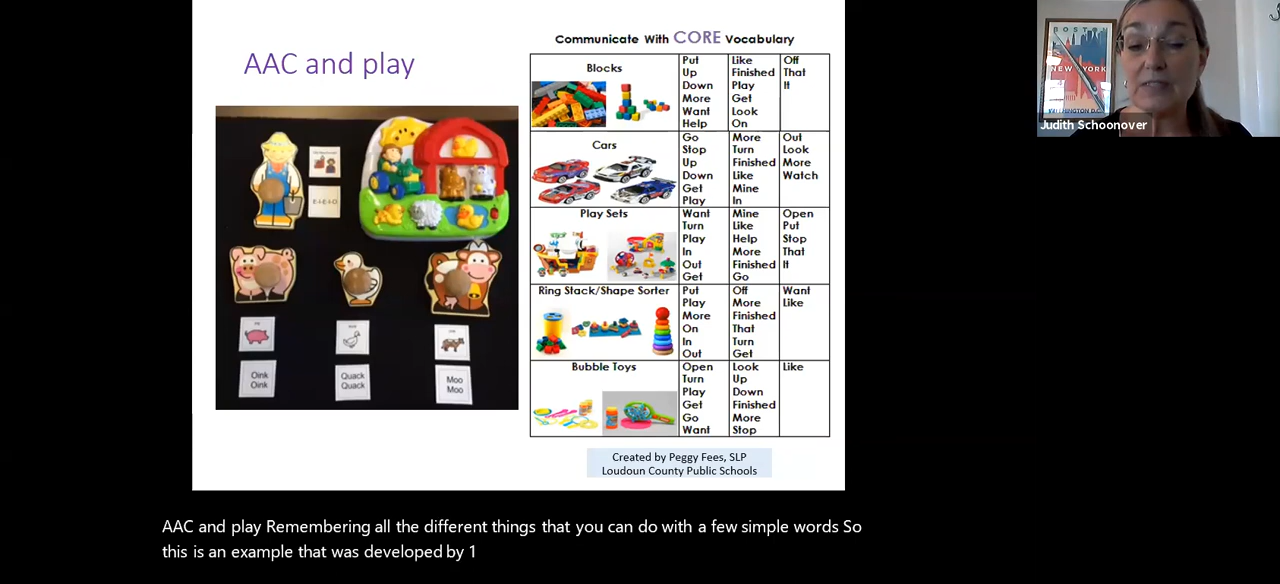 AAC and play
Oink
Oink
Quack
Quack
Moo
Moo
Communicate With CORE Vocabulary
Blocks
Put
Up
Down
More
Want
Help
Like
Finished
Play
Get
Look
On
Off
That
It
Cars
Go
Stop
Up
Down
Get
Play
More
Turn
Finished
Like
Mine
In
Out
Look
More
Watch
Play Sets
Want
Turn
Play
In
Out
Get
Mine
Like
Help
More
Finished
Go
Open
Put
Stop
That
It
Ring Stack/Shape Sorter
Put
Play
More
On
In
Out
Off
More
Finished
That
Turn
Get
Want
Like
Bubble Toys
Open
Turn
Play
Get
Go
Want
Look
Up
Down
Finished
More
Stop
Like
Created by Peggy Fees, SLP
Loudoun County Public Schools
BOSTON
NEW YORK
WASHINGTON D.C.
Judith Schoonover
AAC and play Remembering all the different things that you can do with a few simple words So
this is an example that was developed by 1